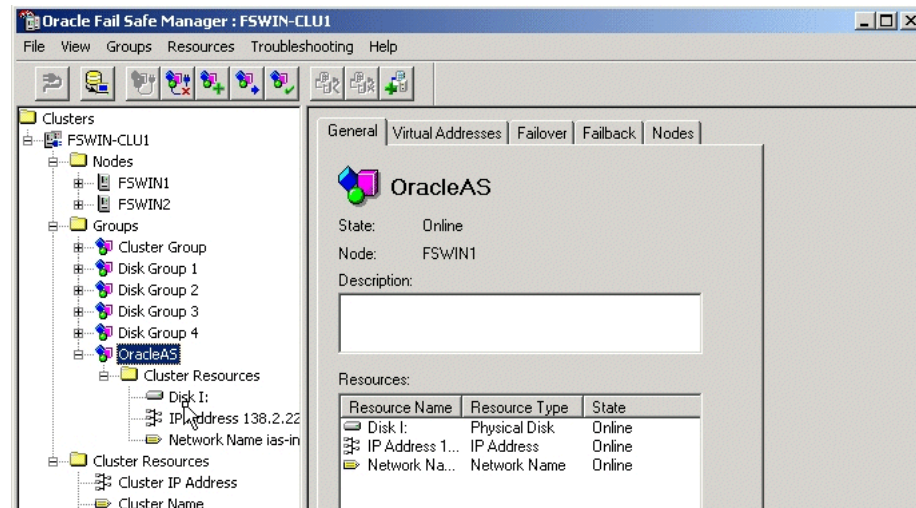 Oracle Fail Safe Manager : FSWIN-CLU1
File View Groups Resources Troubleshooting Help
Clusters
FSWIN-CLU1
Nodes
FSWIN1
FSWIN2
Groups
Cluster Group
Disk Group 1
Disk Group 2
Disk Group 3
Disk Group 4
OracleAS
Cluster Resources
Disk I:
IP Address 138.2.22
Network Name ias-in
Cluster Resources
Cluster IP Address
Cluster Name
General Virtual Addresses Failover Failback Nodes
OracleAS
State: Online
Node: FSWIN1
Description:
Resources:
Resource Name Resource Type State
Disk I: Physical Disk Online
IP Address 1... IP Address Online
Network Na... Network Name Online